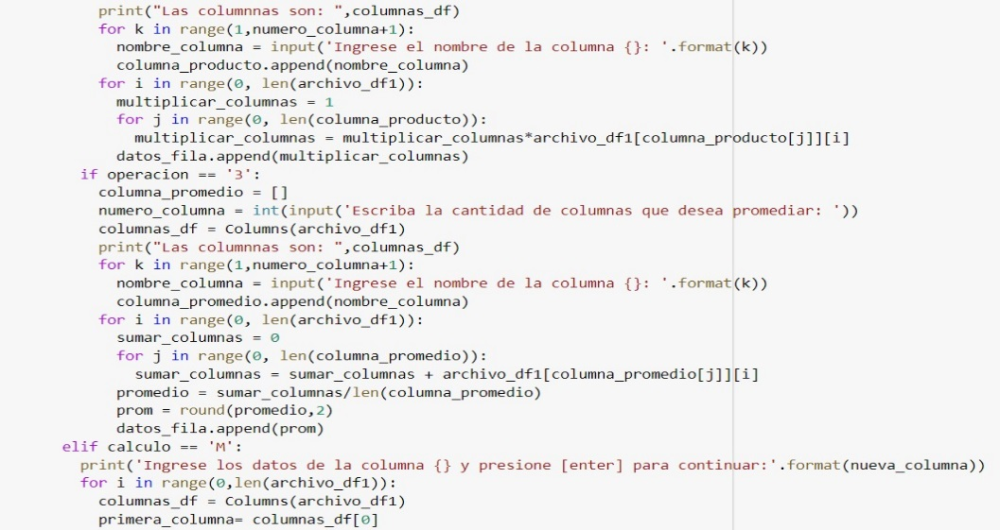 print("Las columnnas son: ",columnas_df)
for k in range(1,numero_columna+1):
nombre_columna = input('Ingrese el nombre de la columna {}: '.format(k))
columna_producto.append(nombre_columna)
for i in range(0, len(archivo_df1)):
multiplicar_columnas = 1
for j in range(0, len(columna_producto)):
multiplicar_columnas = multiplicar_columnas*archivo_df1[columna_producto[j]][i]
datos_fila.append(multiplicar_columnas)
if operacion == '3':
columna_promedio = []
numero_columna = int(input('Escriba la cantidad de columnas que desea promediar: '))
columnas_df = Columns(archivo_df1)
print("Las columnnas son: ",columnas_df)
for k in range(1,numero_columna+1):
nombre_columna = input('Ingrese el nombre de la columna {}: '.format(k))
columna_promedio.append(nombre_columna)
for i in range(0, len(archivo_df1)):
sumar_columnas = 0
for j in range(0, len(columna_promedio)):
sumar_columnas = sumar_columnas + archivo_df1[columna_promedio[j]][i]
promedio = sumar_columnas/len(columna_promedio)
prom = round(promedio,2)
datos_fila.append(prom)
elif calculo == 'M':
print('Ingrese los datos de la columna {} y presione [enter] para continuar:'.format(nueva_columna))
for i in range(0,len(archivo_df1)):
columnas_df = Columns(archivo_df1)
primera_columna= columnas_df[0]